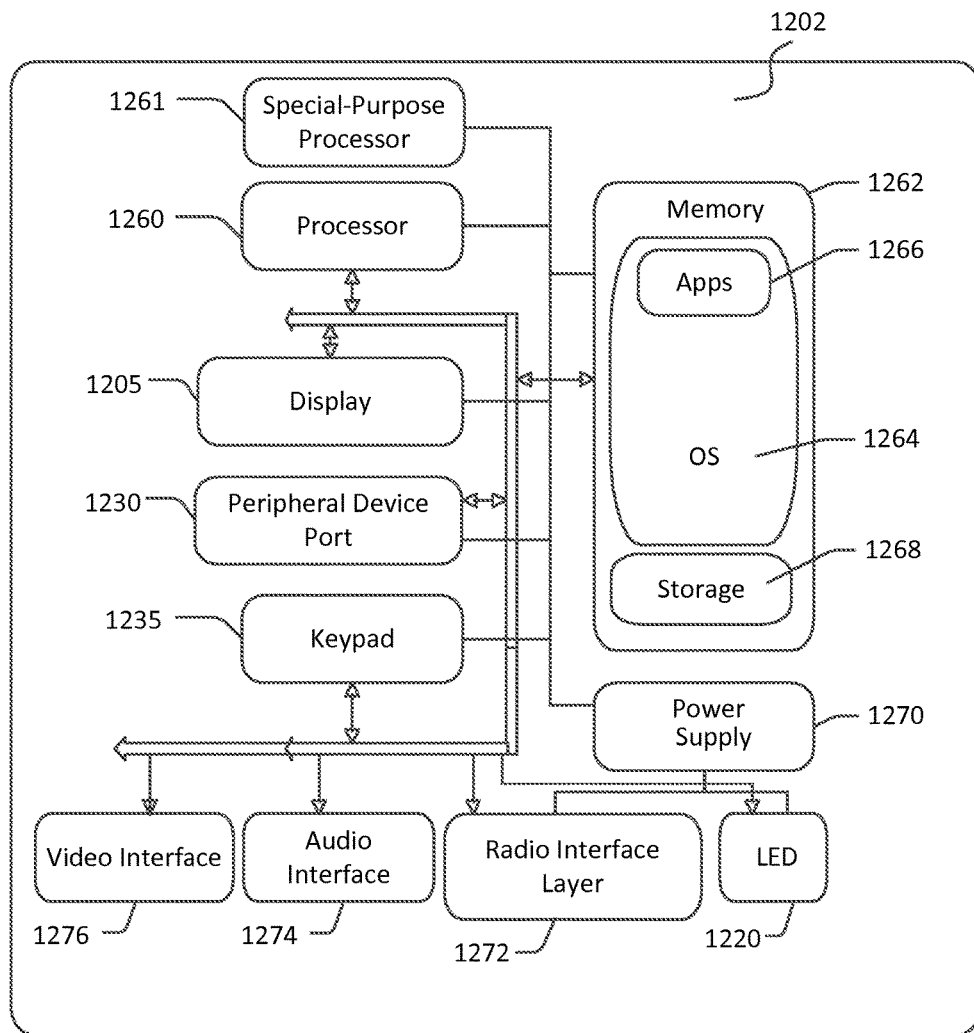 1202
1261
Special-Purpose
Processor
1262
Memory
1260
Processor
1266
Apps
1205
Display
1264
OS
1230
Peripheral Device
Port
1268
Storage
1235
Keypad
Power
Supply
1270
Video Interface
Audio
Interface
Radio Interface
Layer
LED
1276
1274
1272
1220